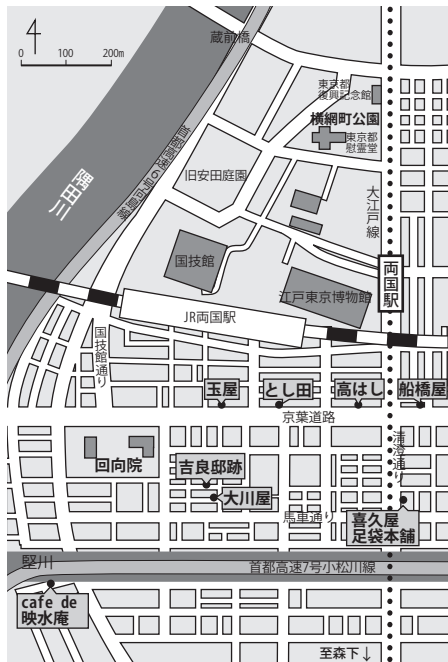 蔵前橋
0
100
200m
東京都
復興記念館
横網町公園
東京都
慰霊堂
首都高速6号向島線
旧安田庭園
隅田川
大江戸線
国技館
両国駅
江戸東京博物館
JR両国駅
国技館通り
玉屋
とし田
高はし
船橋屋
京葉道路
清澄通り
回向院
吉良邸跡
大川屋
馬車通り
喜久屋
足袋本舗
竪川
首都高速7号小松川線
cafe de
映水庵
至森下↓